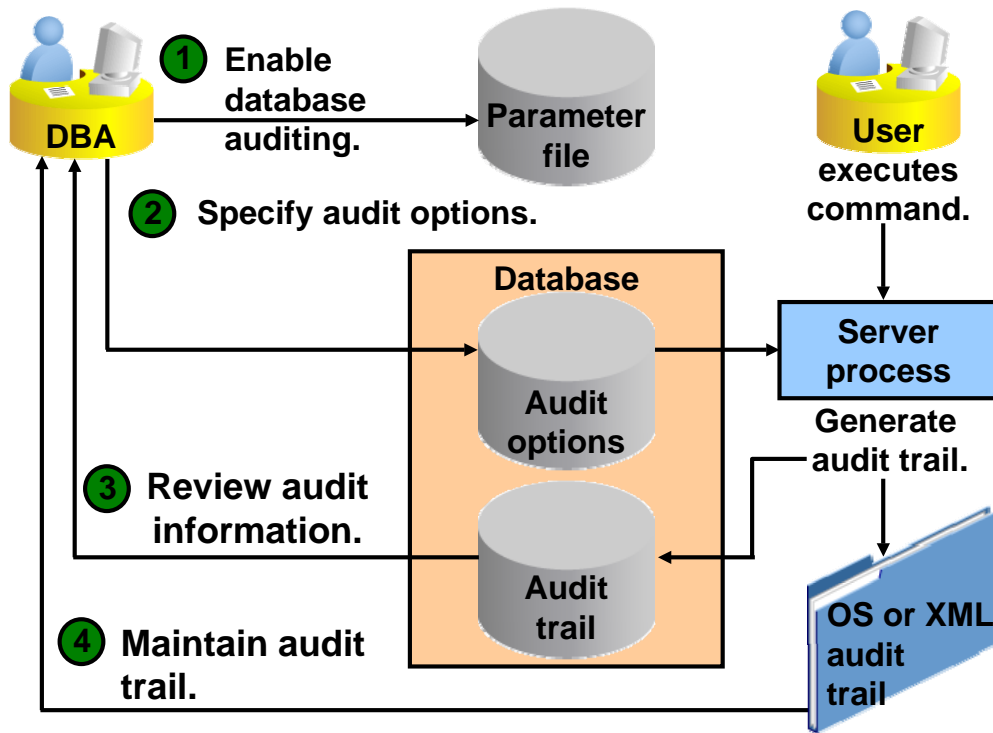 1 Enable
database
auditing.
DBA
Parameter
file
User
executes
command.
2 Specify audit options.
Database
Audit
options
Server
process
Generate
audit trail.
3 Review audit
information.
Audit
trail
OS or XML
audit
trail
4 Maintain audit
trail.